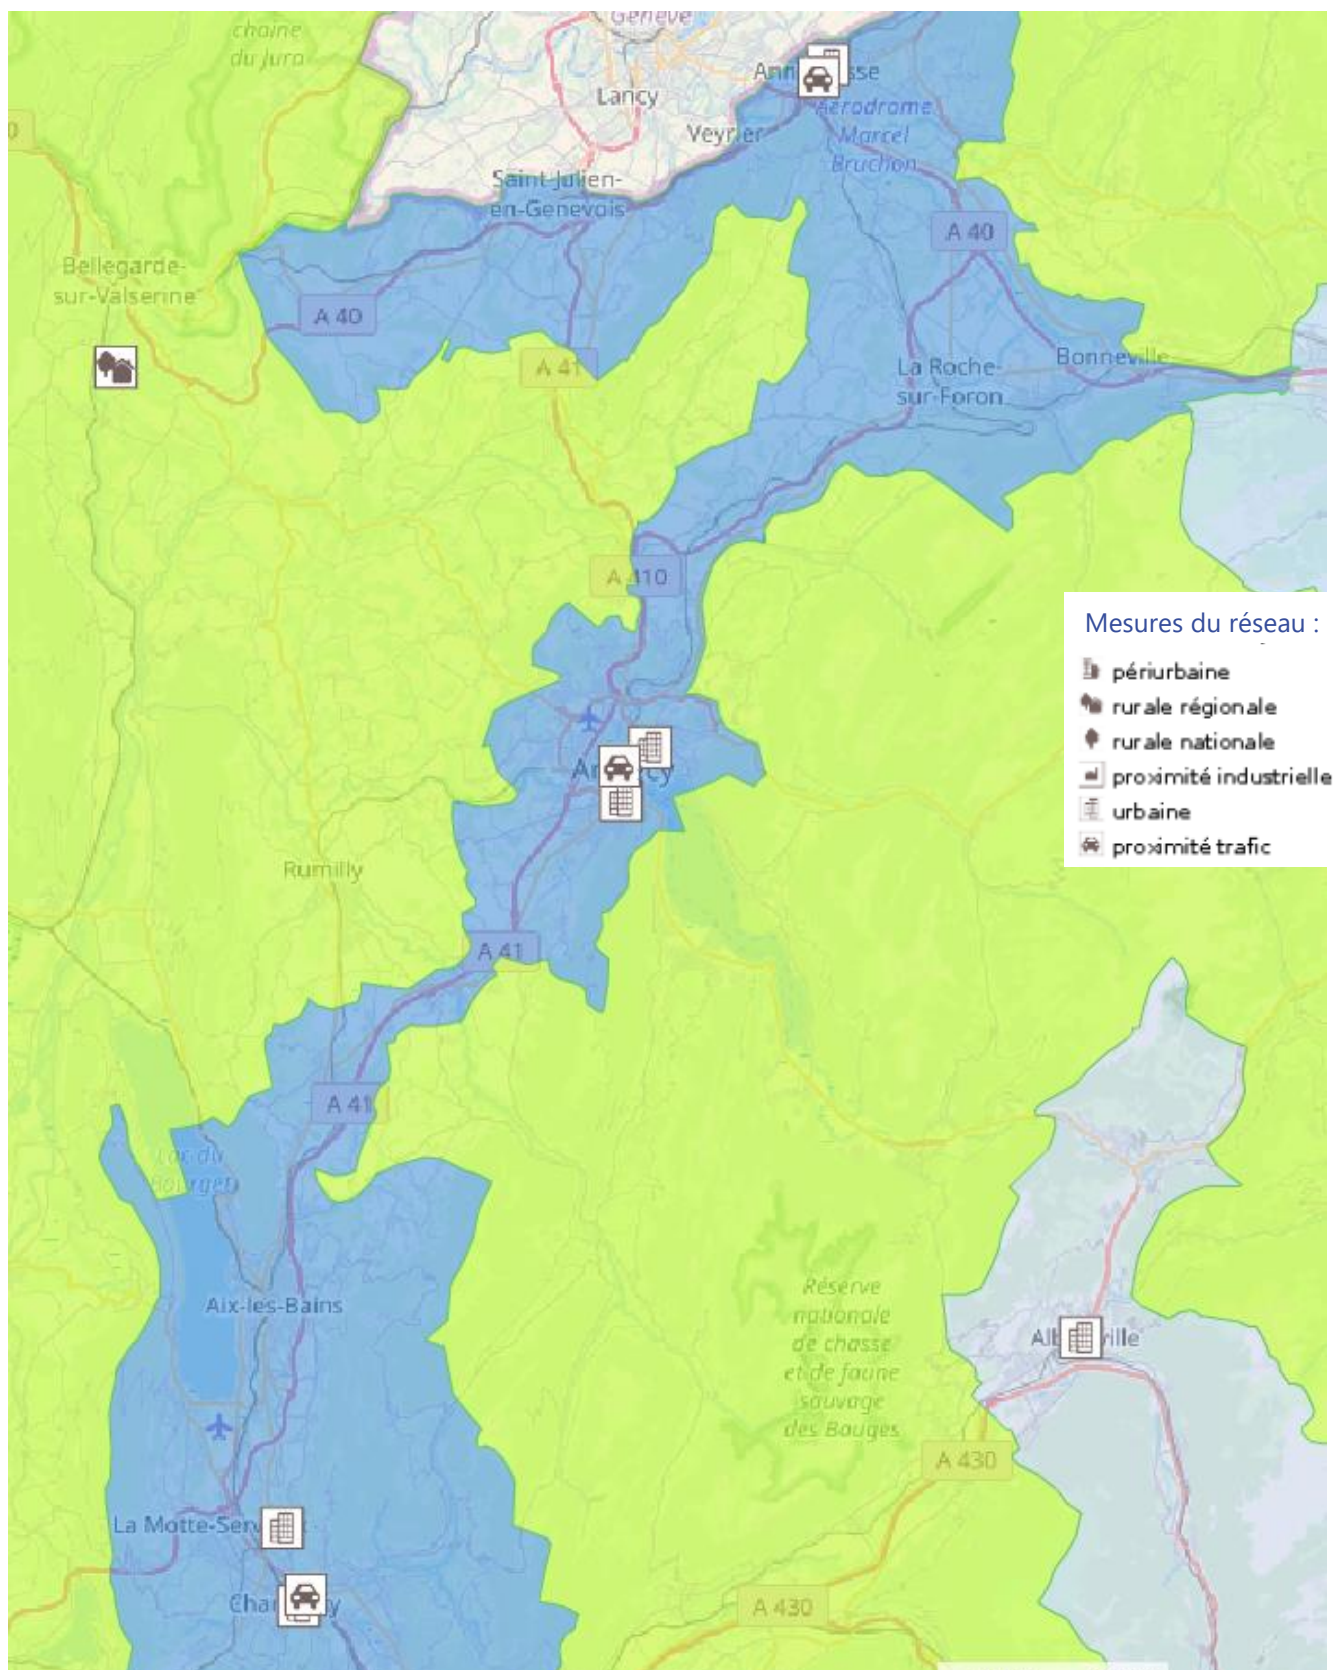 Genève
chaîne
du Jura
Lancy
Aérodrome
Marcel
Bruchon
Veyrier
Saint-Julien-
en-Genevois
A 40
Bellegarde-
sur-Valserine
A 40
A 41
La Roche-
sur-Foron
Bonneville
A 410
Mesures du réseau :
périurbaine
rurale régionale
rurale nationale
proximité industrielle
urbaine
proximité trafic
Rumilly
A 41
A 41
Lac du
Bourget
Aix-les-Bains
Réserve
nationale
de chasse
et de faune
sauvage
des Bauges
A 430
La Motte-Ser
A 430